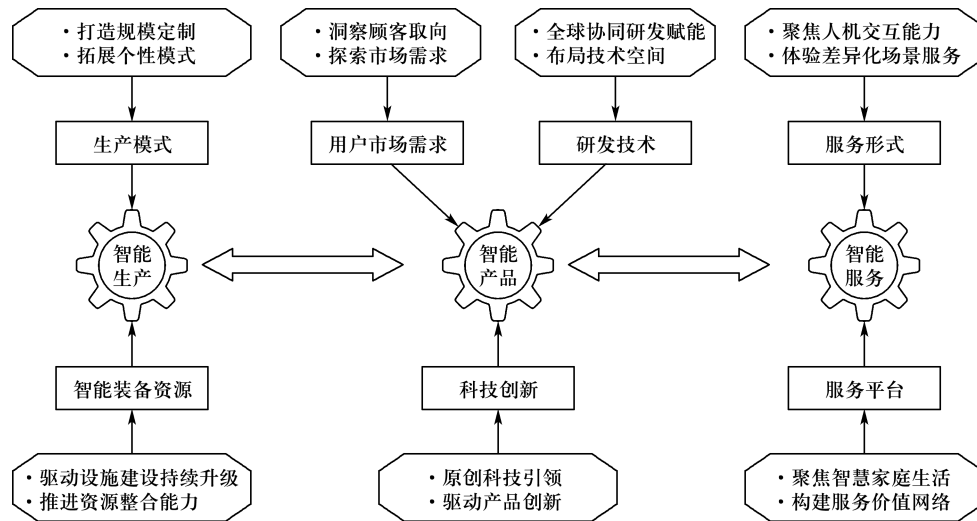 · 打造规模定制
· 拓展个性模式
· 洞察顾客取向
· 探索市场需求
· 全球协同研发赋能
· 布局技术空间
· 聚焦人机交互能力
· 体验差异化场景服务
生产模式
用户市场需求
研发技术
服务形式
智能
生产
智能
产品
智能
服务
智能装备资源
科技创新
服务平台
· 驱动设施建设持续升级
· 推进资源整合能力
· 原创科技引领
· 驱动产品创新
· 聚焦智慧家庭生活
· 构建服务价值网络